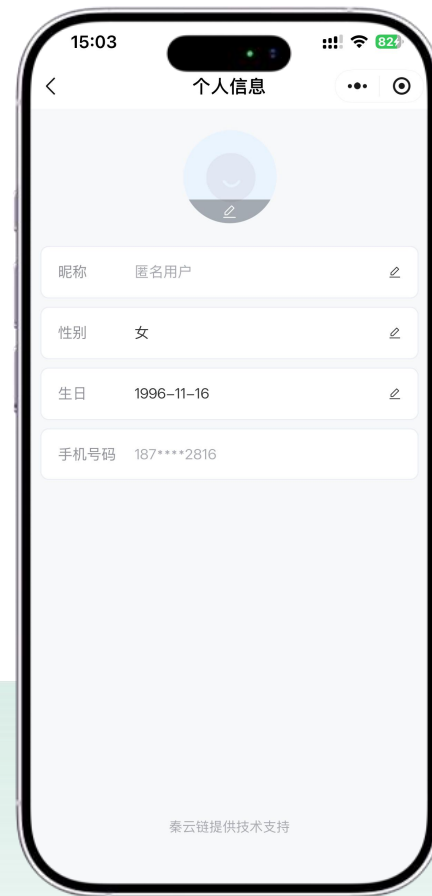 15:03
82
个人信息
昵称 匿名用户
性别 女
生日 1996-11-16
手机号码 187****2816
秦云链提供技术支持